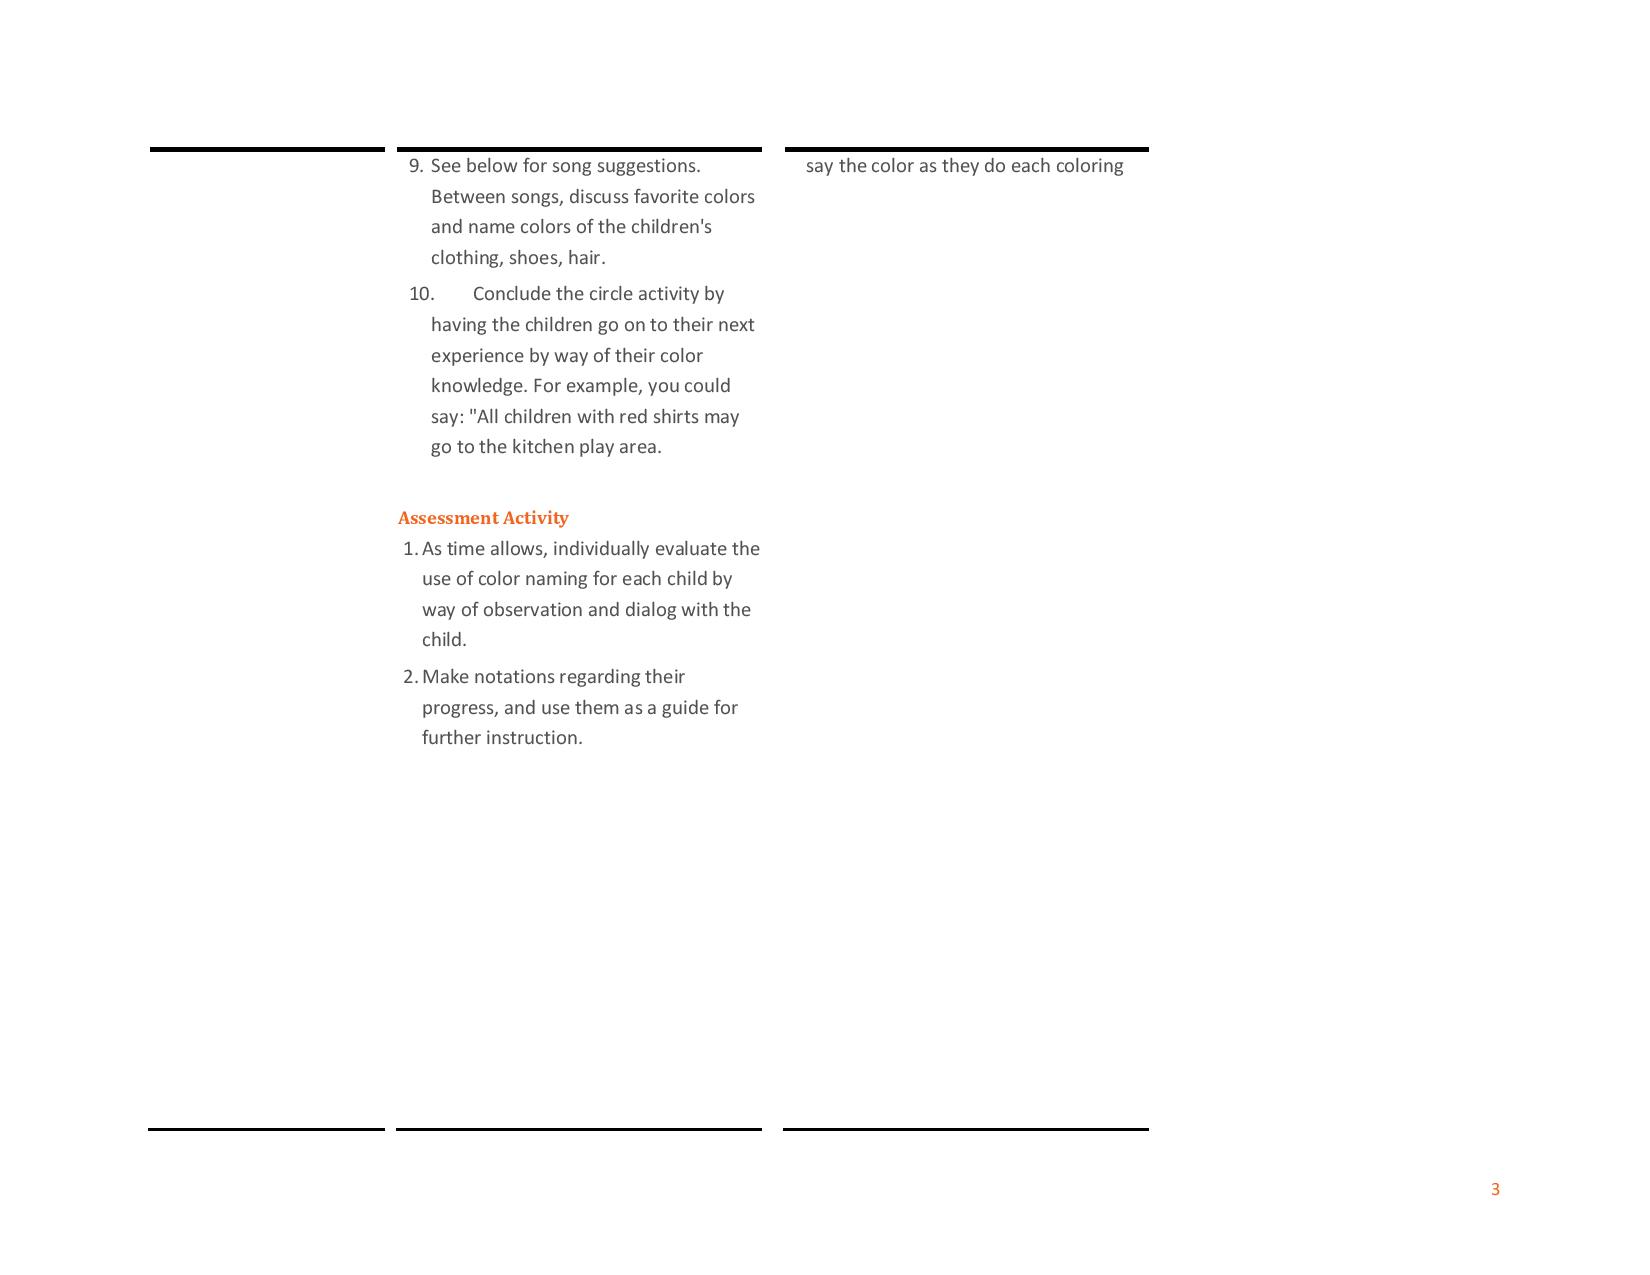 9. See below for song suggestions.
Between songs, discuss favorite colors
and name colors of the children's
clothing, shoes, hair.
10. Conclude the circle activity by
having the children go on to their next
experience by way of their color
knowledge. For example, you could
say: "All children with red shirts may
go to the kitchen play area.
Assessment Activity
1. As time allows, individually evaluate the
use of color naming for each child by
way of observation and dialog with the
child.
2. Make notations regarding their
progress, and use them as a guide for
further instruction.
say the color as they do each coloring
3